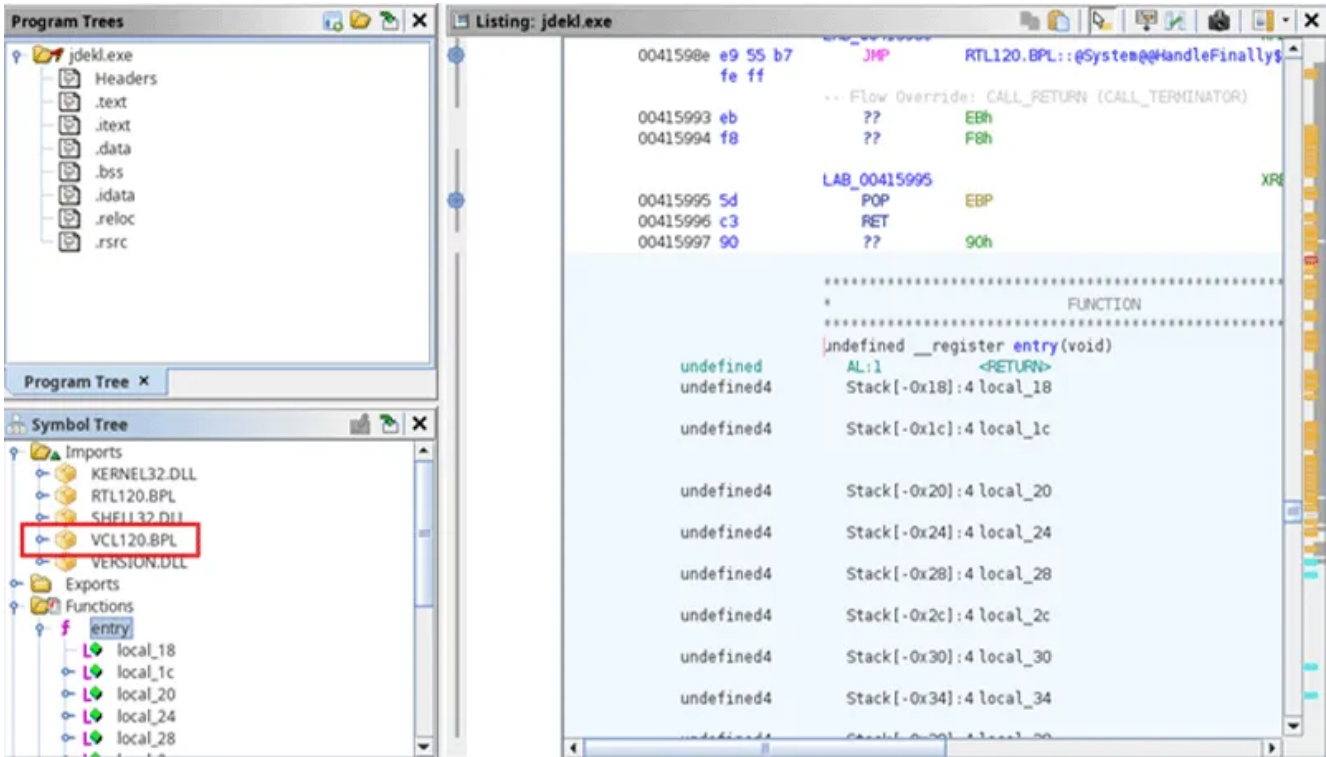 Program Trees
jdekl.exe
Headers
.text
.itext
.data
.bss
.idata
.reloc
.rsrc
Program Tree
Symbol Tree
Imports
KERNEL32.DLL
RTL120.BPL
SHELL32.DLL
VCL120.BPL
VERSION.DLL
Exports
Functions
f entry
L local_18
L local_1c
L local_20
L local_24
L local_28
Listing: jdekl.exe
0041598e e9 55 b7 JMP RTL120.BPL::@System@@HandleFinally$
fe ff
-- Flow Override: CALL_RETURN (CALL_TERMINATOR)
00415993 eb ?? EBh
00415994 f8 ?? F8h
LAB_00415995 XRE
00415995 5d POP EBP
00415996 c3 RET
00415997 90 ?? 90h
* FUNCTION
undefined __register entry(void)
undefined AL:1 <RETURN>
undefined4 Stack[-0x18]:4 local_18
undefined4 Stack[-0x1c]:4 local_1c
undefined4 Stack[-0x20]:4 local_20
undefined4 Stack[-0x24]:4 local_24
undefined4 Stack[-0x28]:4 local_28
undefined4 Stack[-0x2c]:4 local_2c
undefined4 Stack[-0x30]:4 local_30
undefined4 Stack[-0x34]:4 local_34